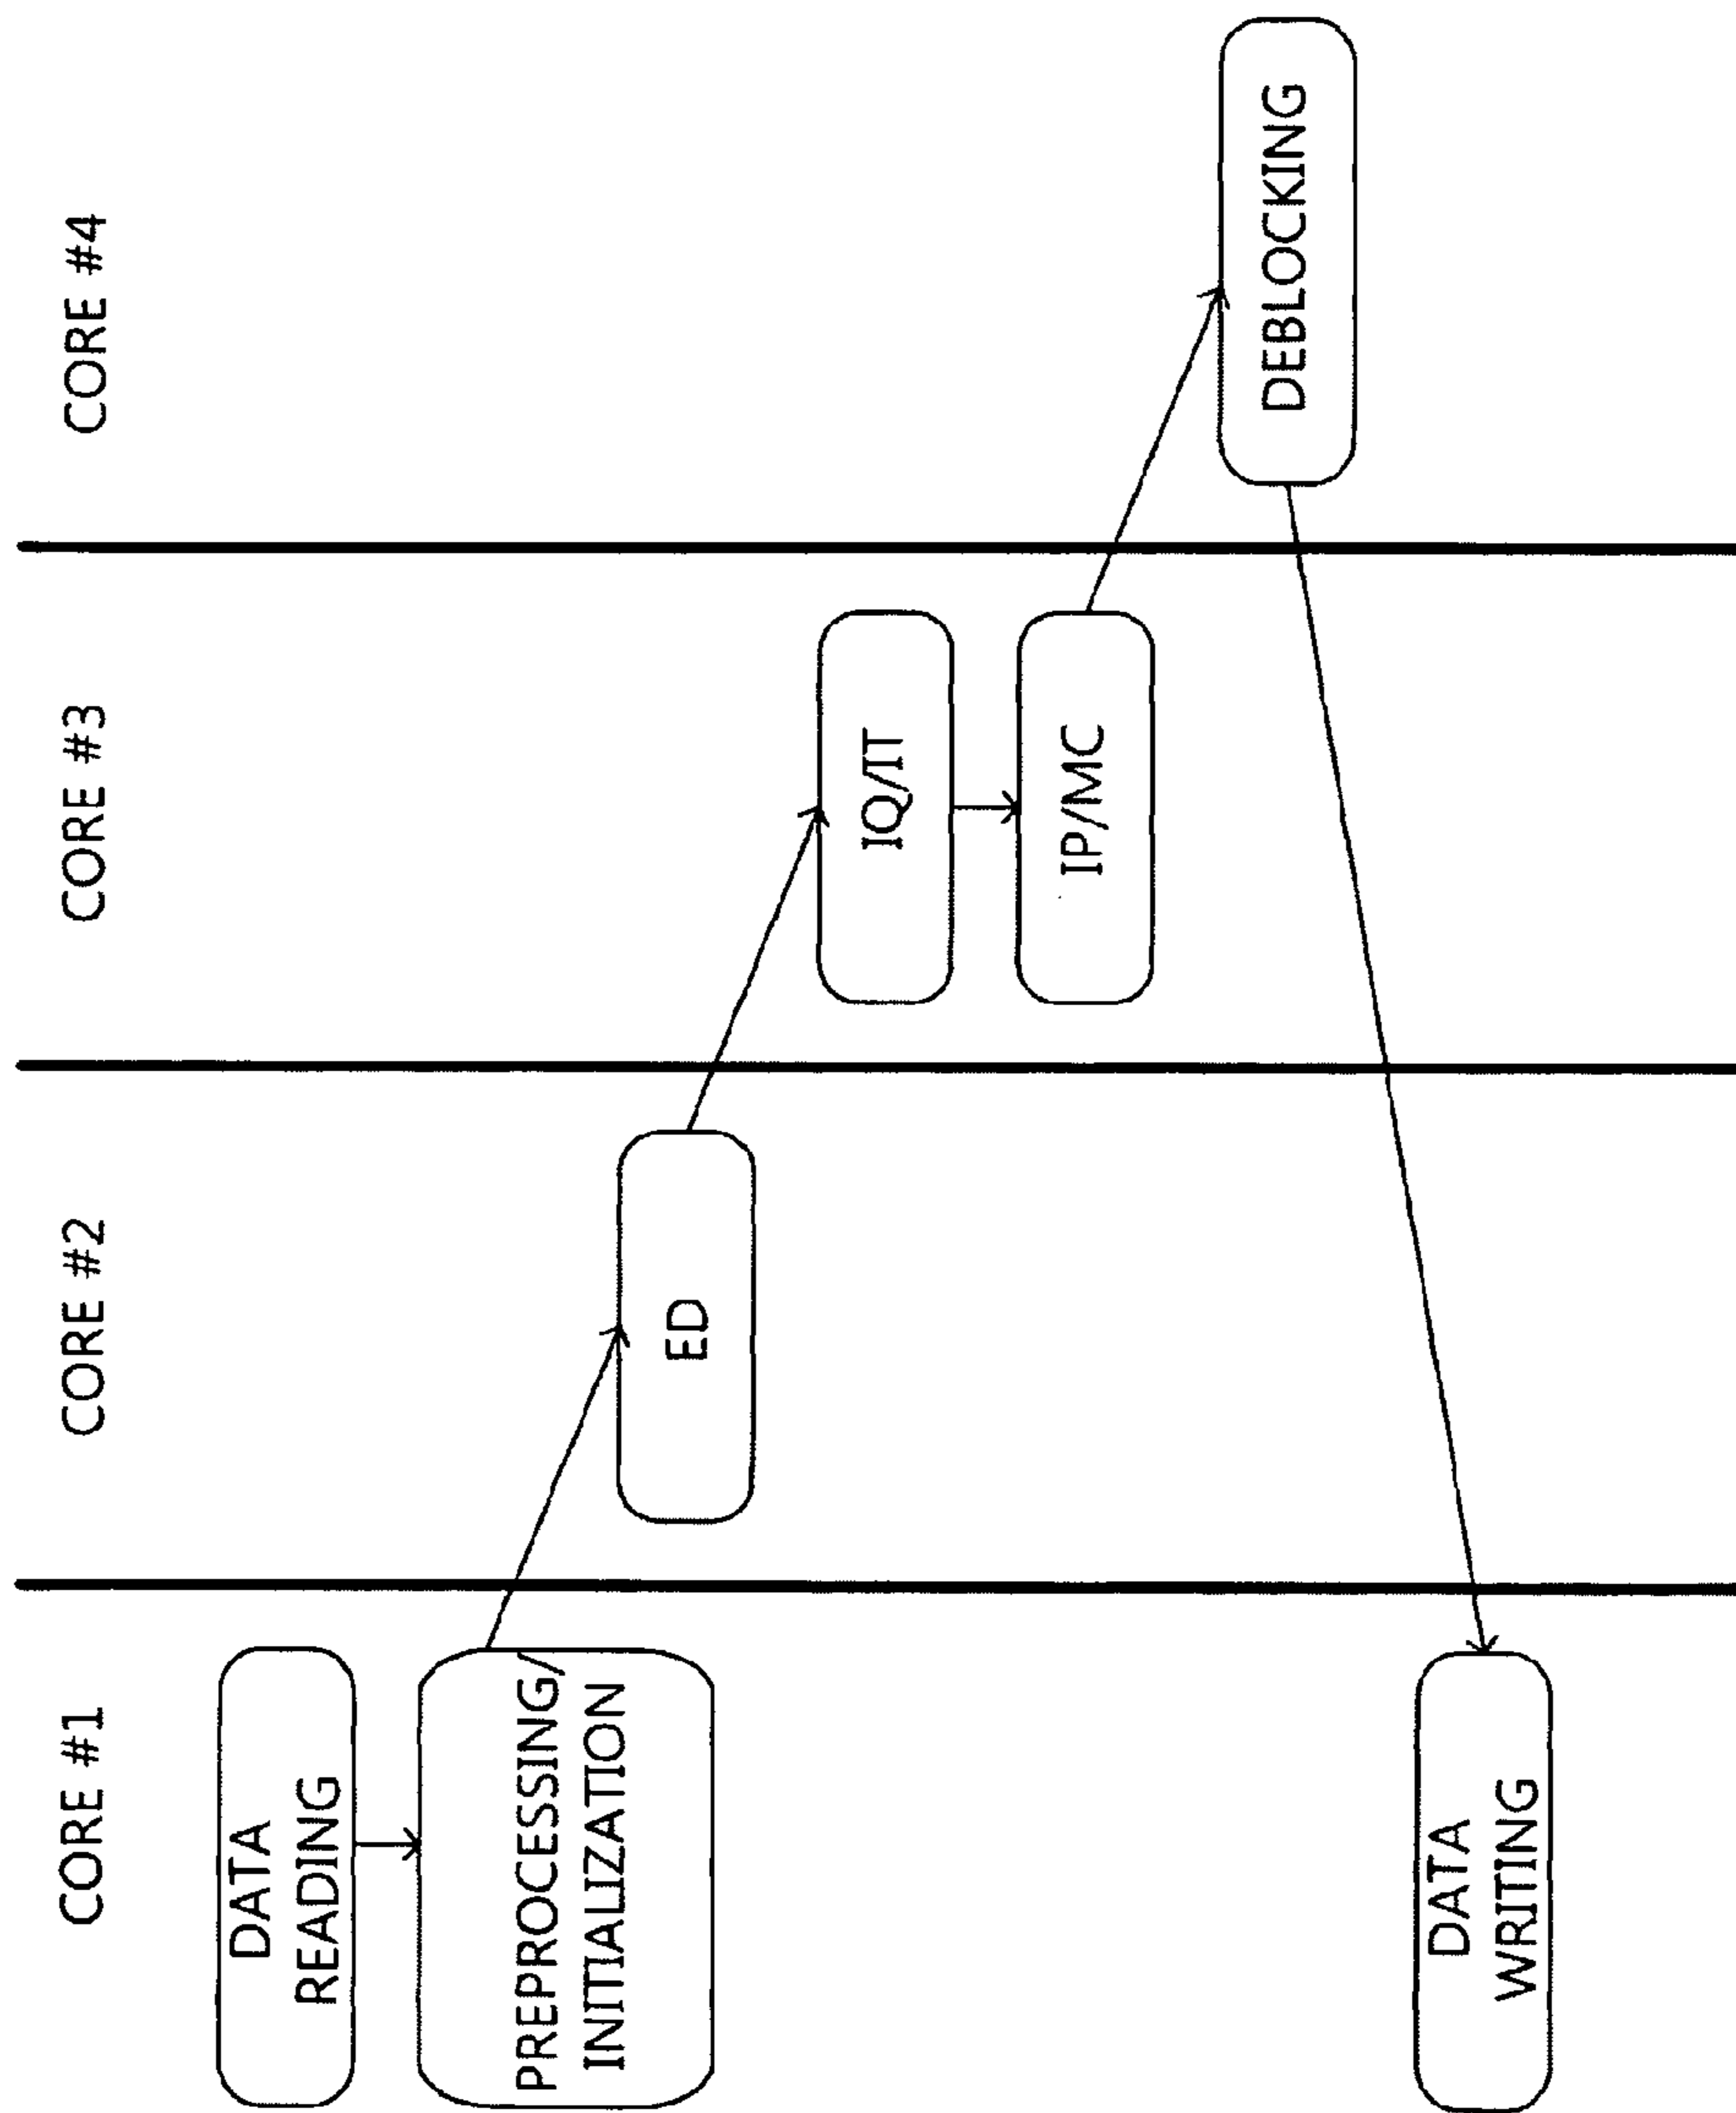 CORE #1
CORE #2
CORE #3
CORE #4
DATA
READING
PREPROCESSING/
INITIALIZATION
ED
IQ/IT
IP/MC
DEBLOCKING
DATA
WRITING